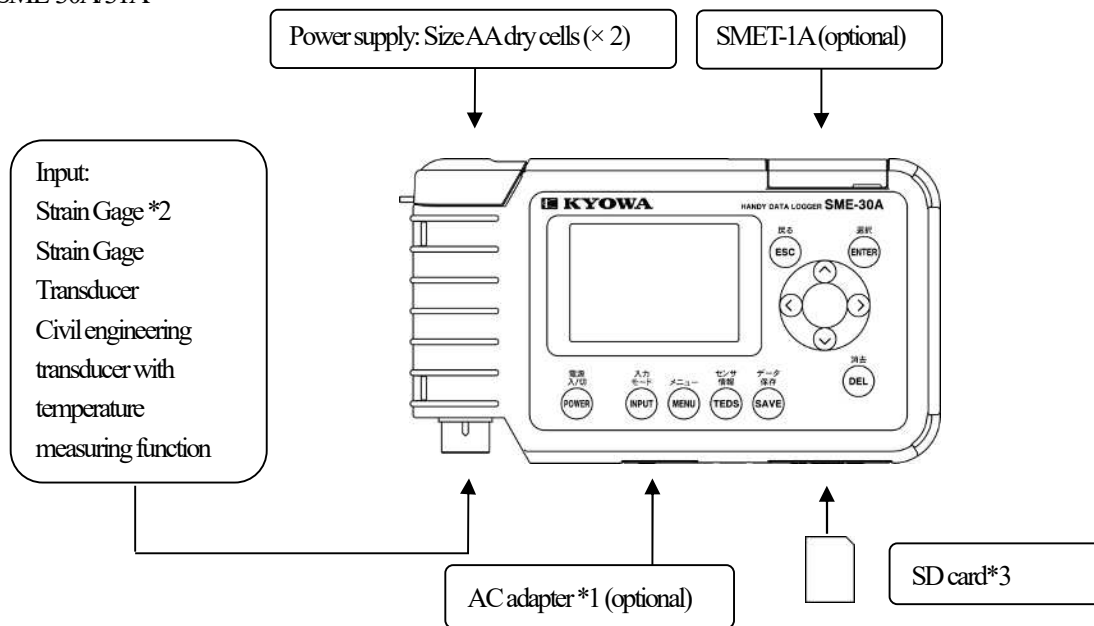 SME-30A/31A
Power supply: Size AA dry cells (× 2)
SMET-1A (optional)
Input:
Strain Gage *2
Strain Gage
Transducer
Civil engineering
transducer with
temperature
measuring function
KYOWA
HANDY DATA LOGGER SME-30A
戻る
ESC
選択
ENTER
消去
DEL
電源
入/切
POWER
入力
モード
INPUT
メニュー
MENU
センサ
情報
TEDS
データ
保存
SAVE
AC adapter *1 (optional)
SD card*3